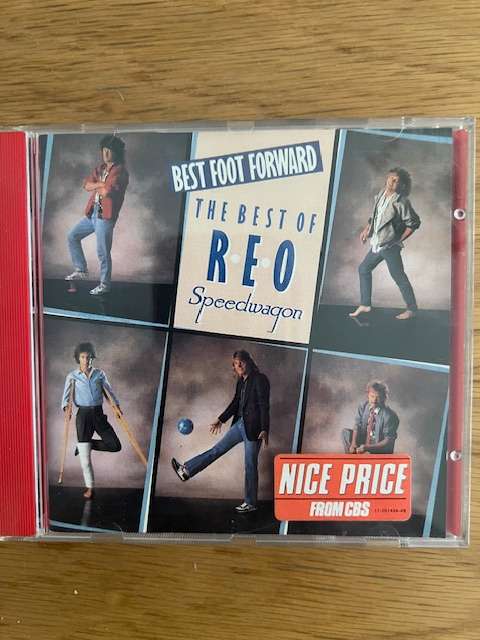 BEST FOOT FORWARD
THE BEST OF
R·E·O
Speedwagon
NICE PRICE
FROM CBS